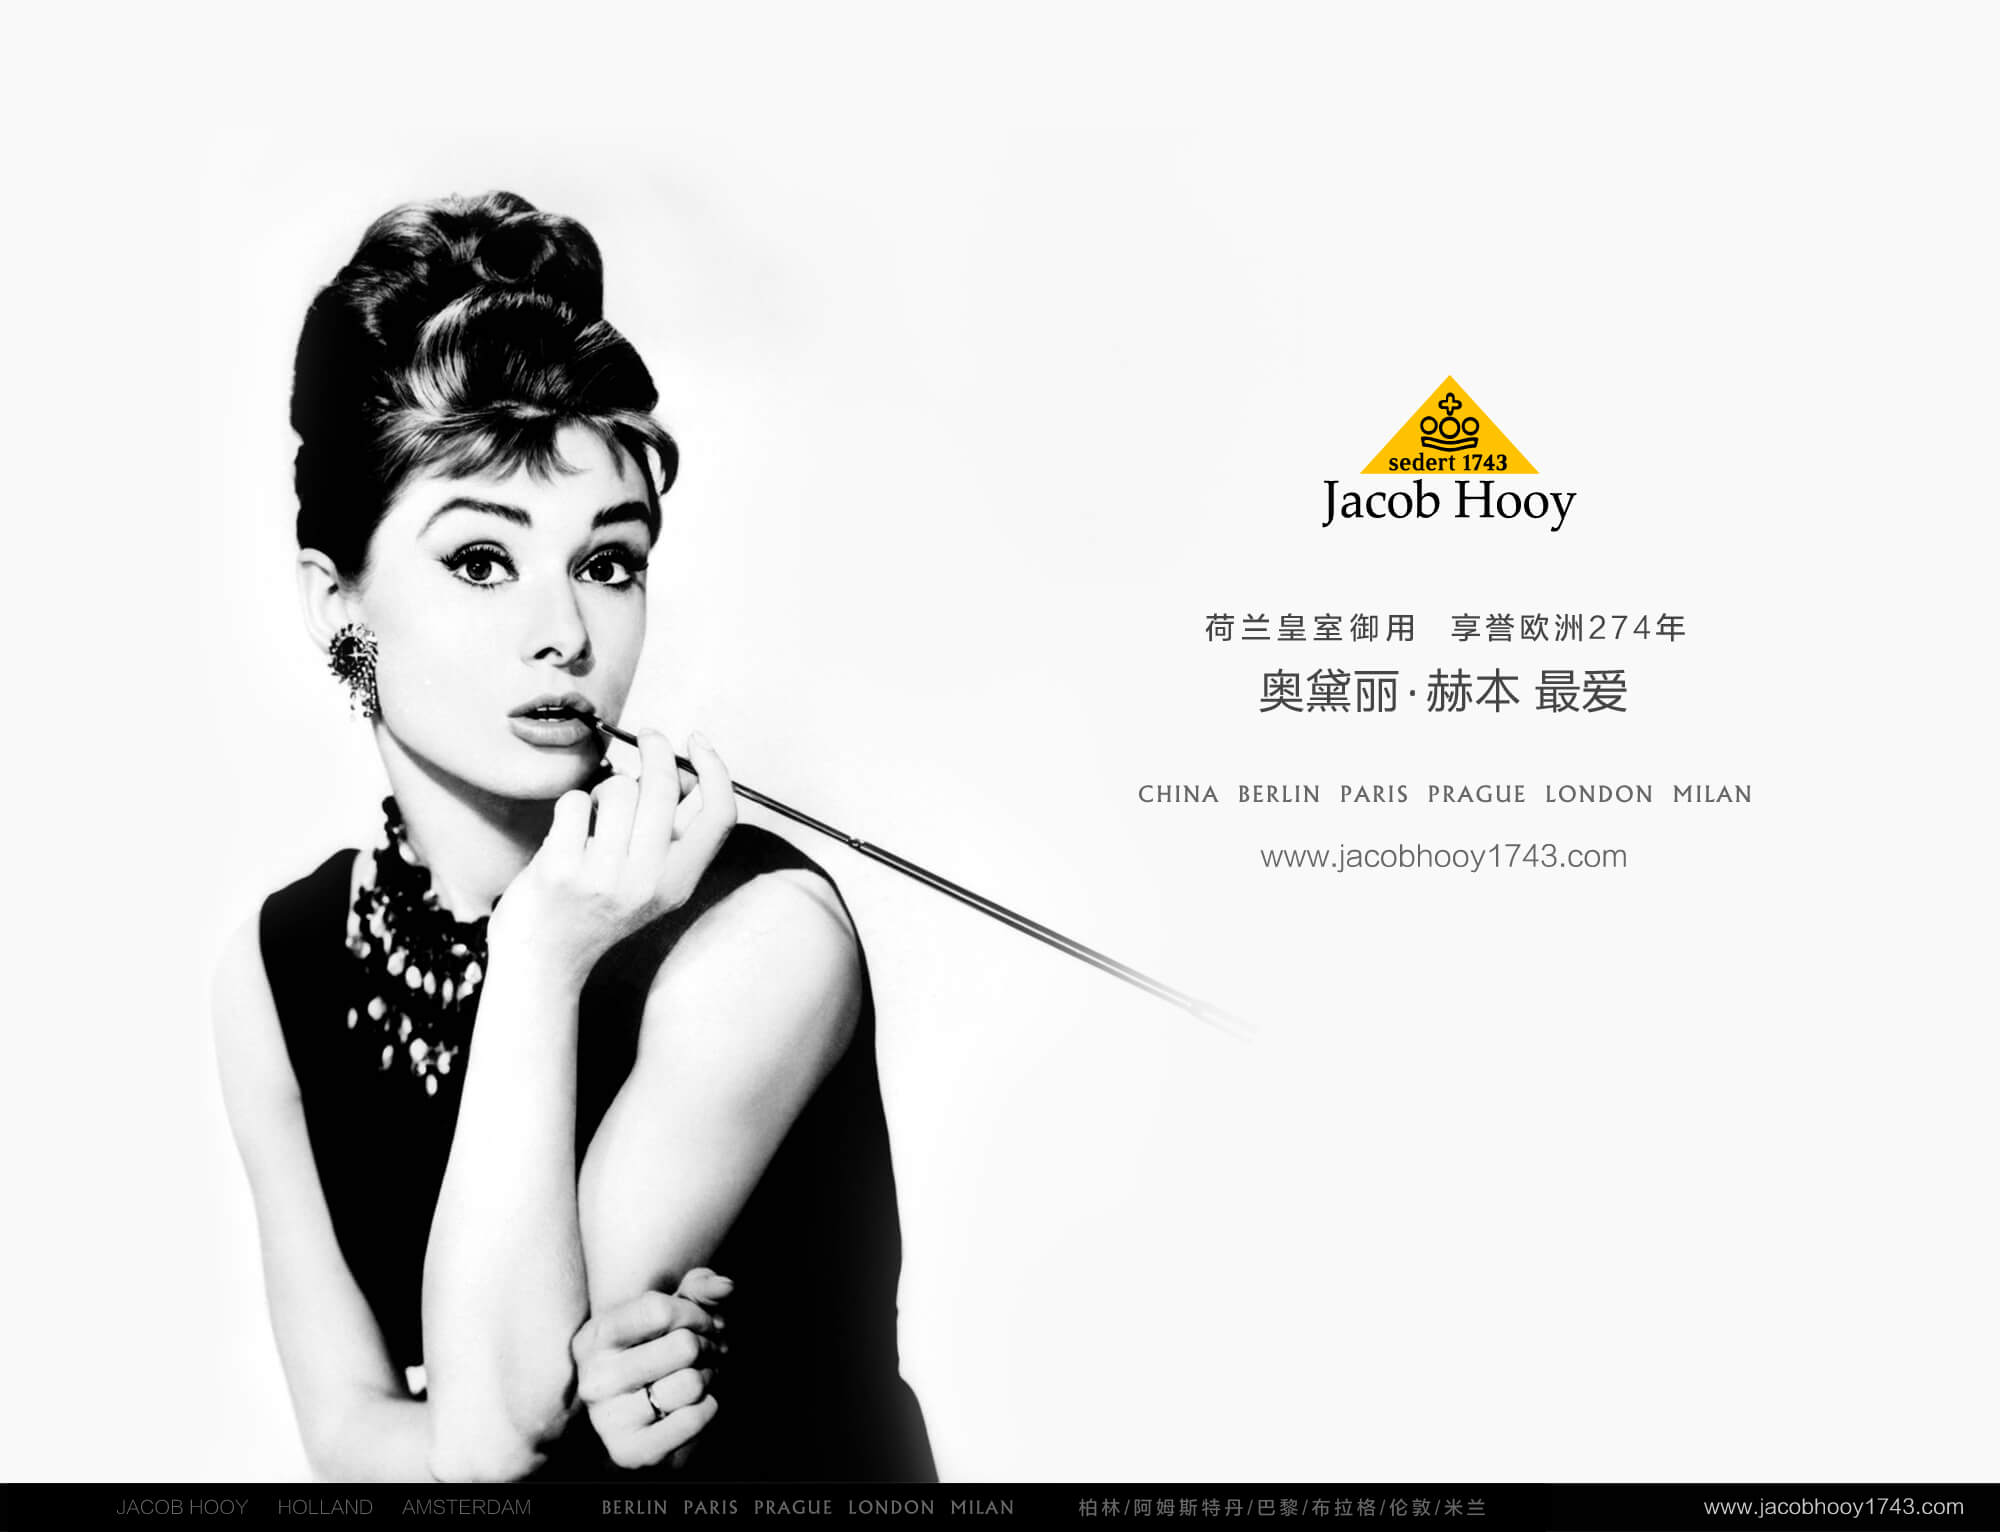 sedert 1743
Jacob Hooy
荷兰皇室御用 享誉欧洲274年
奥黛丽·赫本 最爱
CHINA BERLIN PARIS PRAGUE LONDON MILAN
www.jacobhooy1743.com
JACOB HOOY HOLLAND AMSTERDAM BERLIN PARIS PRAGUE LONDON MILAN 柏林/阿姆斯特丹/巴黎/布拉格/伦敦/米兰 www.jacobhooy1743.com